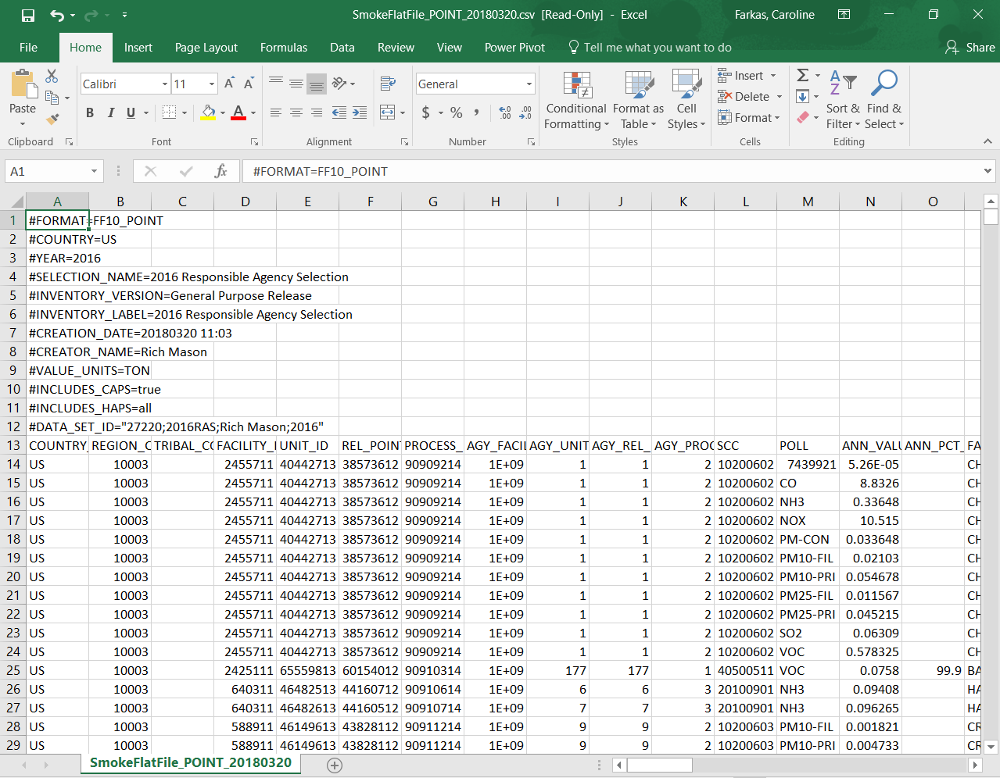 SmokeFlatFile_POINT_20180320.csv [Read-Only] - Excel
Farkas, Caroline
File Home Insert Page Layout Formulas Data Review View Power Pivot Tell me what you want to do Share
Paste
Calibri 11
B I U
General
$ % ,
Conditional Formatting
Format as Table
Cell Styles
Insert
Delete
Format
Sort & Filter
Find & Select
Clipboard Font Alignment Number Styles Cells Editing
A1 fx #FORMAT=FF10_POINT
A B C D E F G H I J K L M N O
1 #FORMAT=FF10_POINT
2 #COUNTRY=US
3 #YEAR=2016
4 #SELECTION_NAME=2016 Responsible Agency Selection
5 #INVENTORY_VERSION=General Purpose Release
6 #INVENTORY_LABEL=2016 Responsible Agency Selection
7 #CREATION_DATE=20180320 11:03
8 #CREATOR_NAME=Rich Mason
9 #VALUE_UNITS=TON
10 #INCLUDES_CAPS=true
11 #INCLUDES_HAPS=all
12 #DATA_SET_ID="27220;2016RAS;Rich Mason;2016"
13 COUNTRY_ REGION_C TRIBAL_CO FACILITY_I UNIT_ID REL_POINT PROCESS_ AGY_FACIL AGY_UNIT AGY_REL_ AGY_PROC SCC POLL ANN_VALU ANN_PCT_ FA
14 US 10003 2455711 40442713 38573612 90909214 1E+09 1 1 2 10200602 7439921 5.26E-05 CH
15 US 10003 2455711 40442713 38573612 90909214 1E+09 1 1 2 10200602 CO 8.8326 CH
16 US 10003 2455711 40442713 38573612 90909214 1E+09 1 1 2 10200602 NH3 0.33648 CH
17 US 10003 2455711 40442713 38573612 90909214 1E+09 1 1 2 10200602 NOX 10.515 CH
18 US 10003 2455711 40442713 38573612 90909214 1E+09 1 1 2 10200602 PM-CON 0.033648 CH
19 US 10003 2455711 40442713 38573612 90909214 1E+09 1 1 2 10200602 PM10-FIL 0.02103 CH
20 US 10003 2455711 40442713 38573612 90909214 1E+09 1 1 2 10200602 PM10-PRI 0.054678 CH
21 US 10003 2455711 40442713 38573612 90909214 1E+09 1 1 2 10200602 PM25-FIL 0.011567 CH
22 US 10003 2455711 40442713 38573612 90909214 1E+09 1 1 2 10200602 PM25-PRI 0.045215 CH
23 US 10003 2455711 40442713 38573612 90909214 1E+09 1 1 2 10200602 SO2 0.06309 CH
24 US 10003 2455711 40442713 38573612 90909214 1E+09 1 1 2 10200602 VOC 0.578325 CH
25 US 10003 2425111 65559813 60154012 90910314 1E+09 177 177 1 40500511 VOC 0.0758 99.9 BA
26 US 10003 640311 46482513 44160712 90910614 1E+09 6 6 3 20100901 NH3 0.09408 HA
27 US 10003 640311 46482613 44160512 90910714 1E+09 7 7 3 20100901 NH3 0.096265 HA
28 US 10003 588911 46149613 43828112 90911214 1E+09 9 9 2 10200603 PM10-FIL 0.001821 CR
29 US 10003 588911 46149613 43828112 90911214 1E+09 9 9 2 10200603 PM10-PRI 0.004733 CR
SmokeFlatFile_POINT_20180320